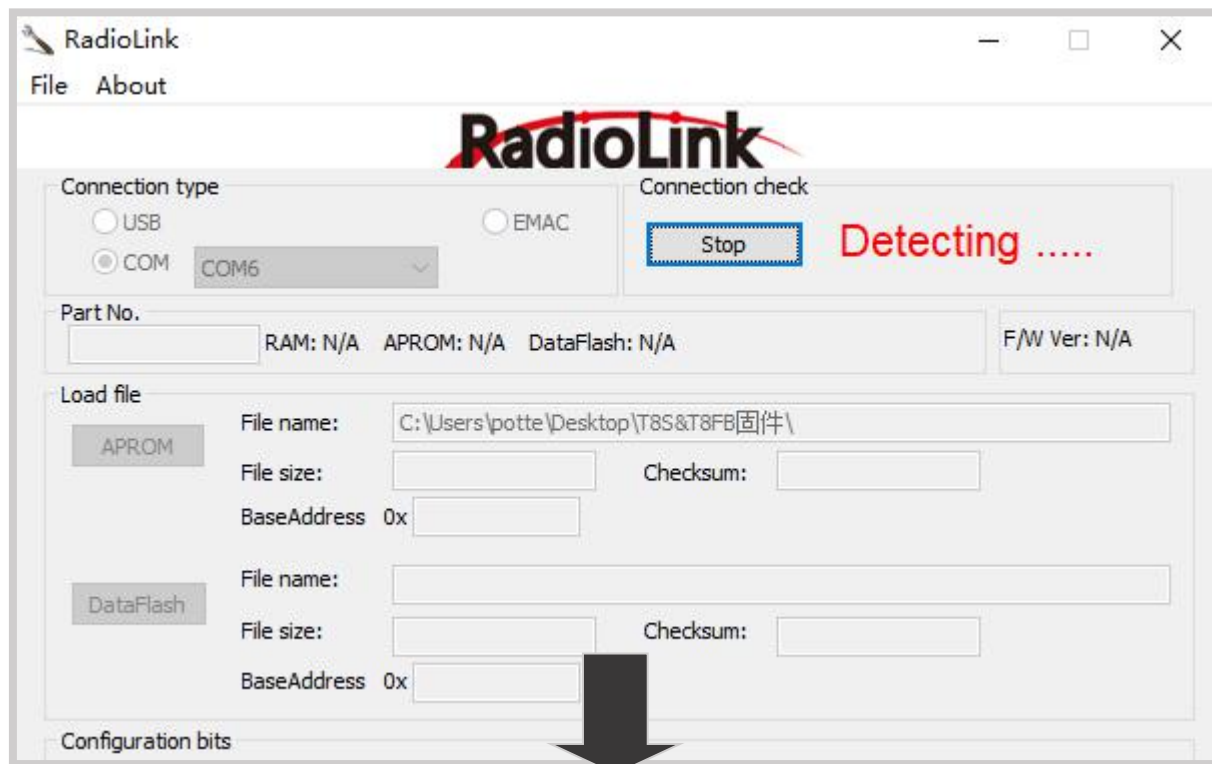 RadioLink
File About
RadioLink
Connection type
Connection check
USB
EMAC
Stop
Detecting .....
COM
COM6
Part No.
RAM: N/A APROM: N/A DataFlash: N/A
F/W Ver: N/A
Load file
APROM
File name:
C:\Users\potte\Desktop\T8S&T8FB固件\
File size:
Checksum:
BaseAddress 0x
DataFlash
File name:
File size:
Checksum:
BaseAddress 0x
Configuration bits